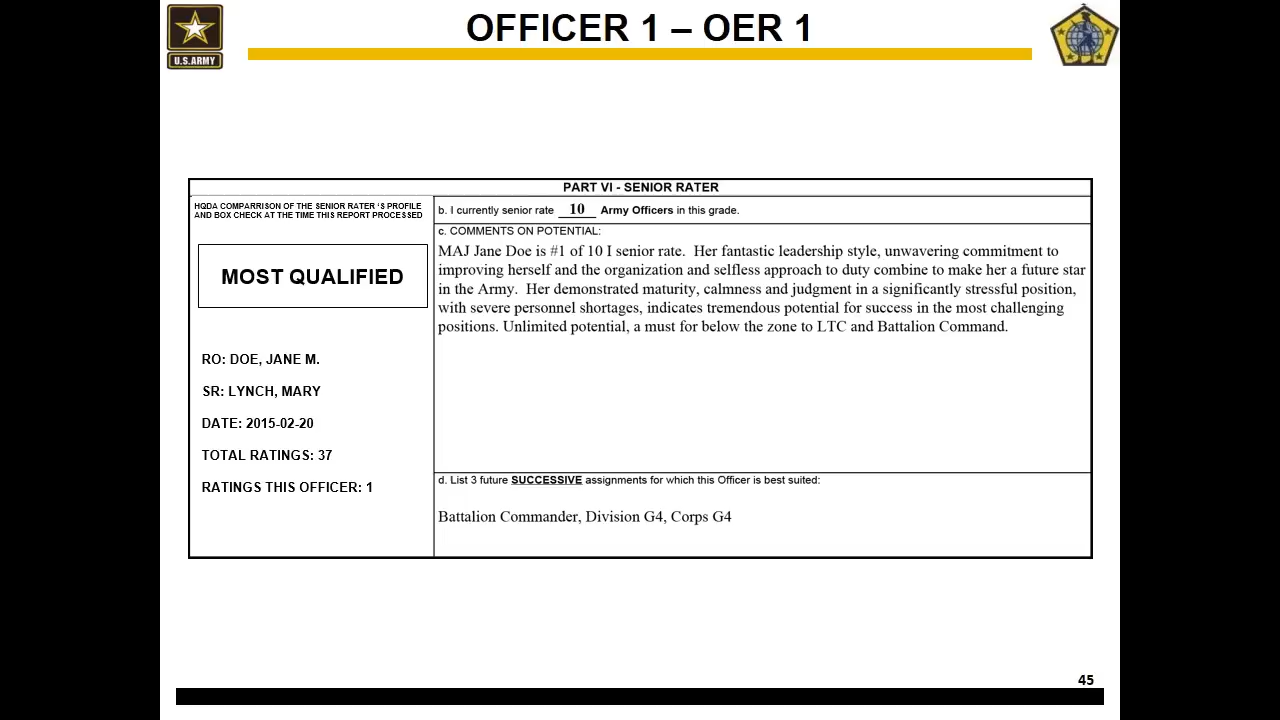 OFFICER 1 – OER 1
U.S.ARMY
PART VI - SENIOR RATER
HQDA COMPARRISON OF THE SENIOR RATER 'S PROFILE
AND BOX CHECK AT THE TIME THIS REPORT PROCESSED
MOST QUALIFIED
RO: DOE, JANE M.
SR: LYNCH, MARY
DATE: 2015-02-20
TOTAL RATINGS: 37
RATINGS THIS OFFICER: 1
b. I currently senior rate 10 Army Officers in this grade.
c. COMMENTS ON POTENTIAL:
MAJ Jane Doe is #1 of 10 I senior rate. Her fantastic leadership style, unwavering commitment to
improving herself and the organization and selfless approach to duty combine to make her a future star
in the Army. Her demonstrated maturity, calmness and judgment in a significantly stressful position,
with severe personnel shortages, indicates tremendous potential for success in the most challenging
positions. Unlimited potential, a must for below the zone to LTC and Battalion Command.
d. List 3 future SUCCESSIVE assignments for which this Officer is best suited:
Battalion Commander, Division G4, Corps G4
45